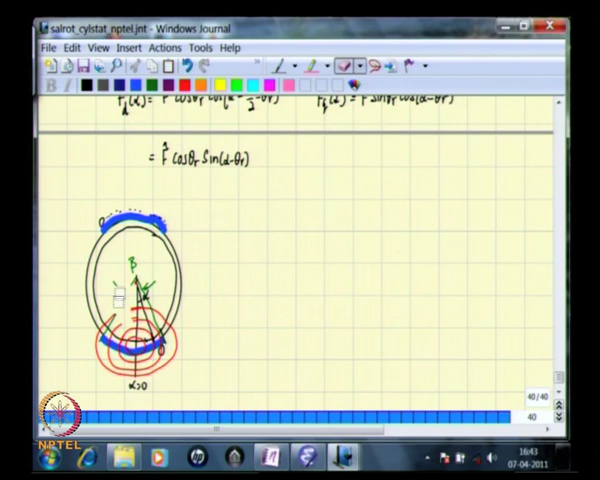 salrot_cylstat_nptel.jnt - Windows Journal
File Edit View Insert Actions Tools Help
B I
= F̂ cosθr Sin(α-θr)
β
α
α=0
40/40
40
NPTEL
16:43
07-04-2011